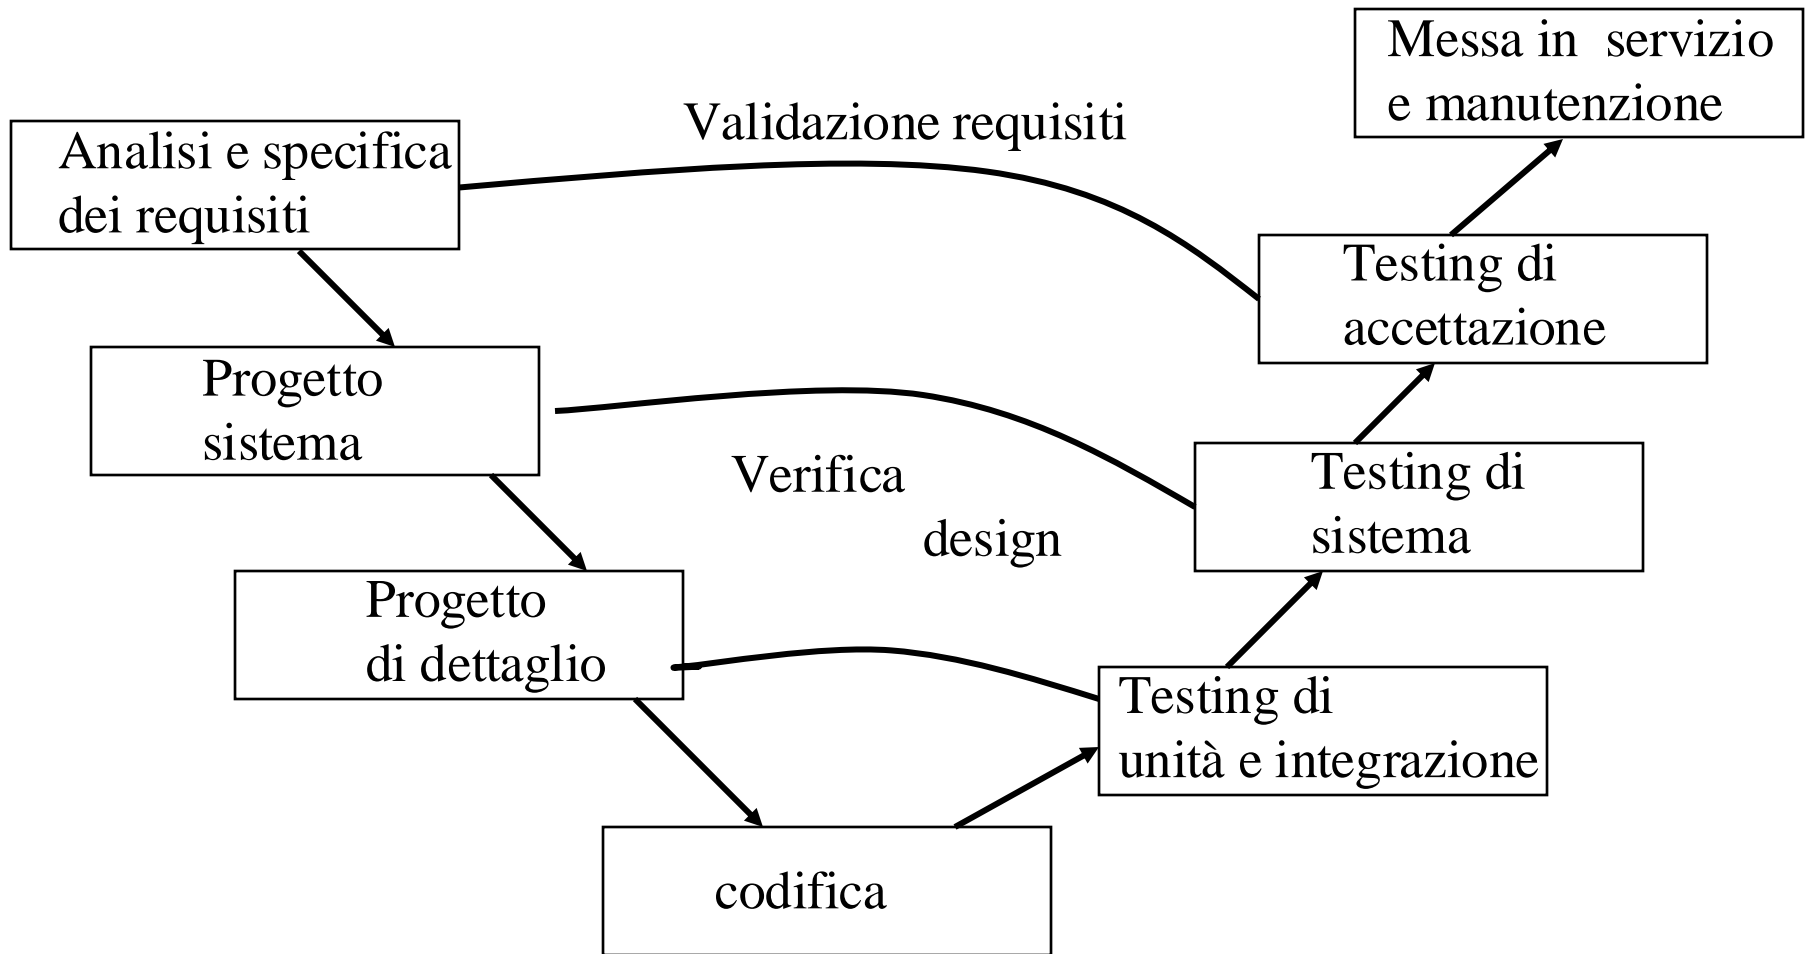 Messa in servizio
e manutenzione
Validazione requisiti
Analisi e specifica
dei requisiti
Testing di
accettazione
Progetto
sistema
Verifica
design
Testing di
sistema
Progetto
di dettaglio
Testing di
unità e integrazione
codifica